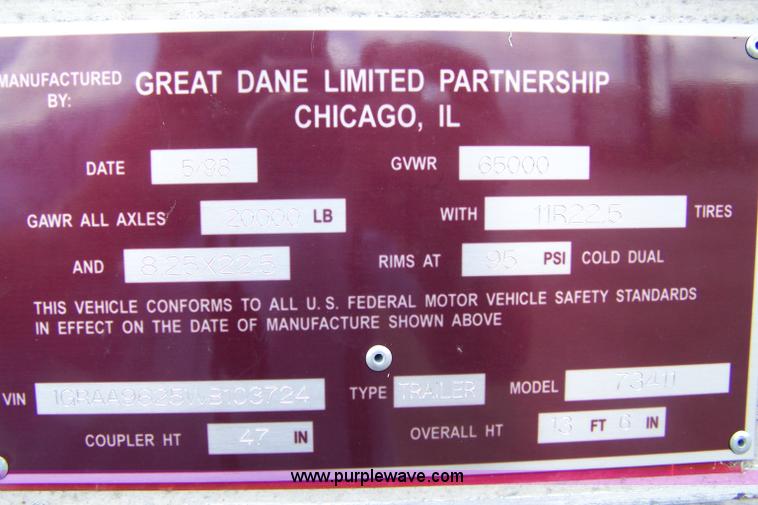 MANUFACTURED BY: GREAT DANE LIMITED PARTNERSHIP
CHICAGO, IL
DATE 5/98 GVWR 65000
GAWR ALL AXLES 20000 LB WITH 11R22.5 TIRES
AND 8.25X22.5 RIMS AT 95 PSI COLD DUAL
THIS VEHICLE CONFORMS TO ALL U.S. FEDERAL MOTOR VEHICLE SAFETY STANDARDS
IN EFFECT ON THE DATE OF MANUFACTURE SHOWN ABOVE
VIN 1GRAA9625WB103724 TYPE TRAILER MODEL 73411
COUPLER HT 47 IN OVERALL HT 13 FT 6 IN
www.purplewave.com